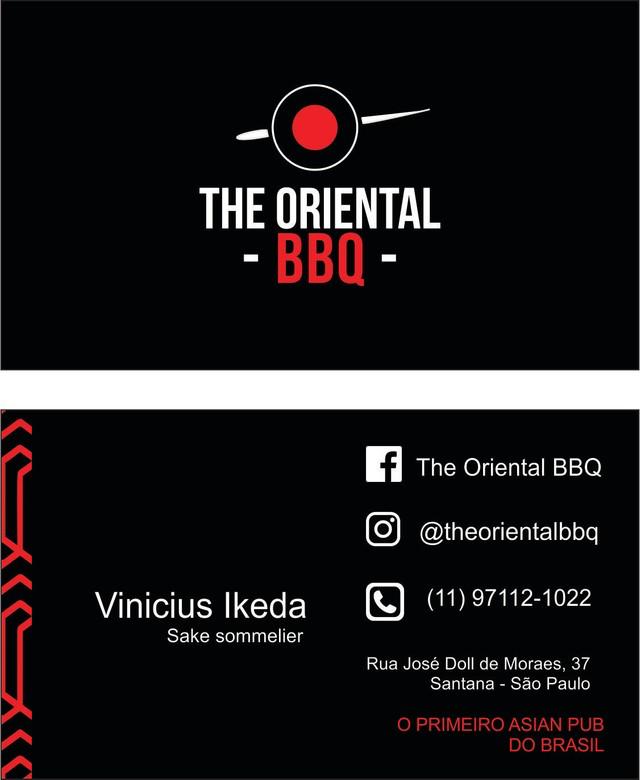 THE ORIENTAL
- BBQ -
The Oriental BBQ
@theorientalbbq
(11) 97112-1022
Vinicius Ikeda
Sake sommelier
Rua José Doll de Moraes, 37
Santana - São Paulo
O PRIMEIRO ASIAN PUB
DO BRASIL